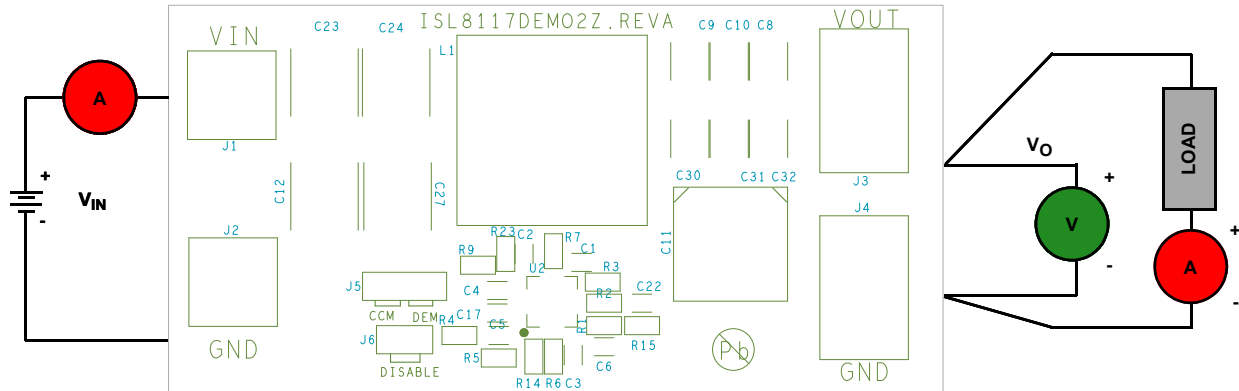 ISL8117DEMO2Z.REVA
VIN
VOUT
C23
C24
L1
C9
C10
C8
A
J1
+
VIN
-
C12
C27
J2
GND
C30
C31
C32
C11
J3
J4
GND
VO
+
V
-
LOAD
+
A
-
R23
C2
R7
R9
C1
U2
R3
J5
C4
R2
C22
CCM
DEM
C17
R4
C5
R1
R15
J6
R5
C6
DISABLE
R14
R6
C3
Pb